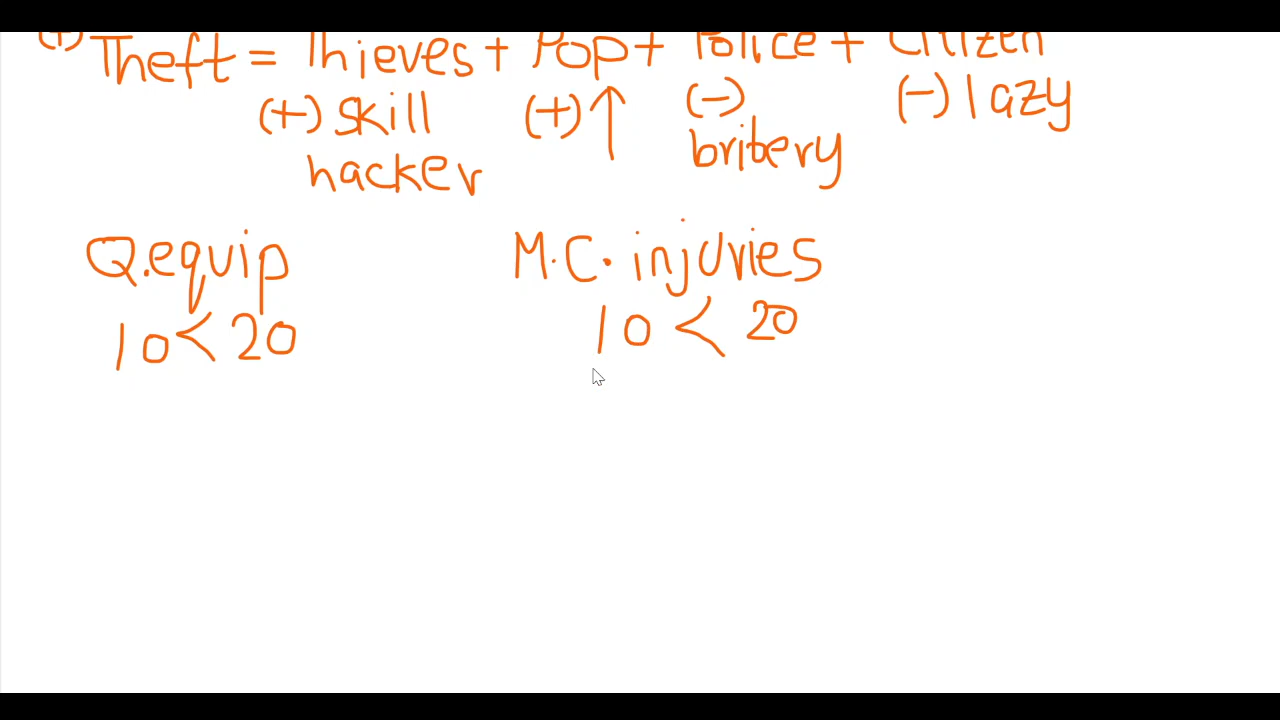 (+) Theft = Thieves + Pop + Police + Citizen
(+) skill (+) ↑ (-) (-) lazy
hacker bribery
Q.equip M.C. injuries
10 < 20 10 < 20